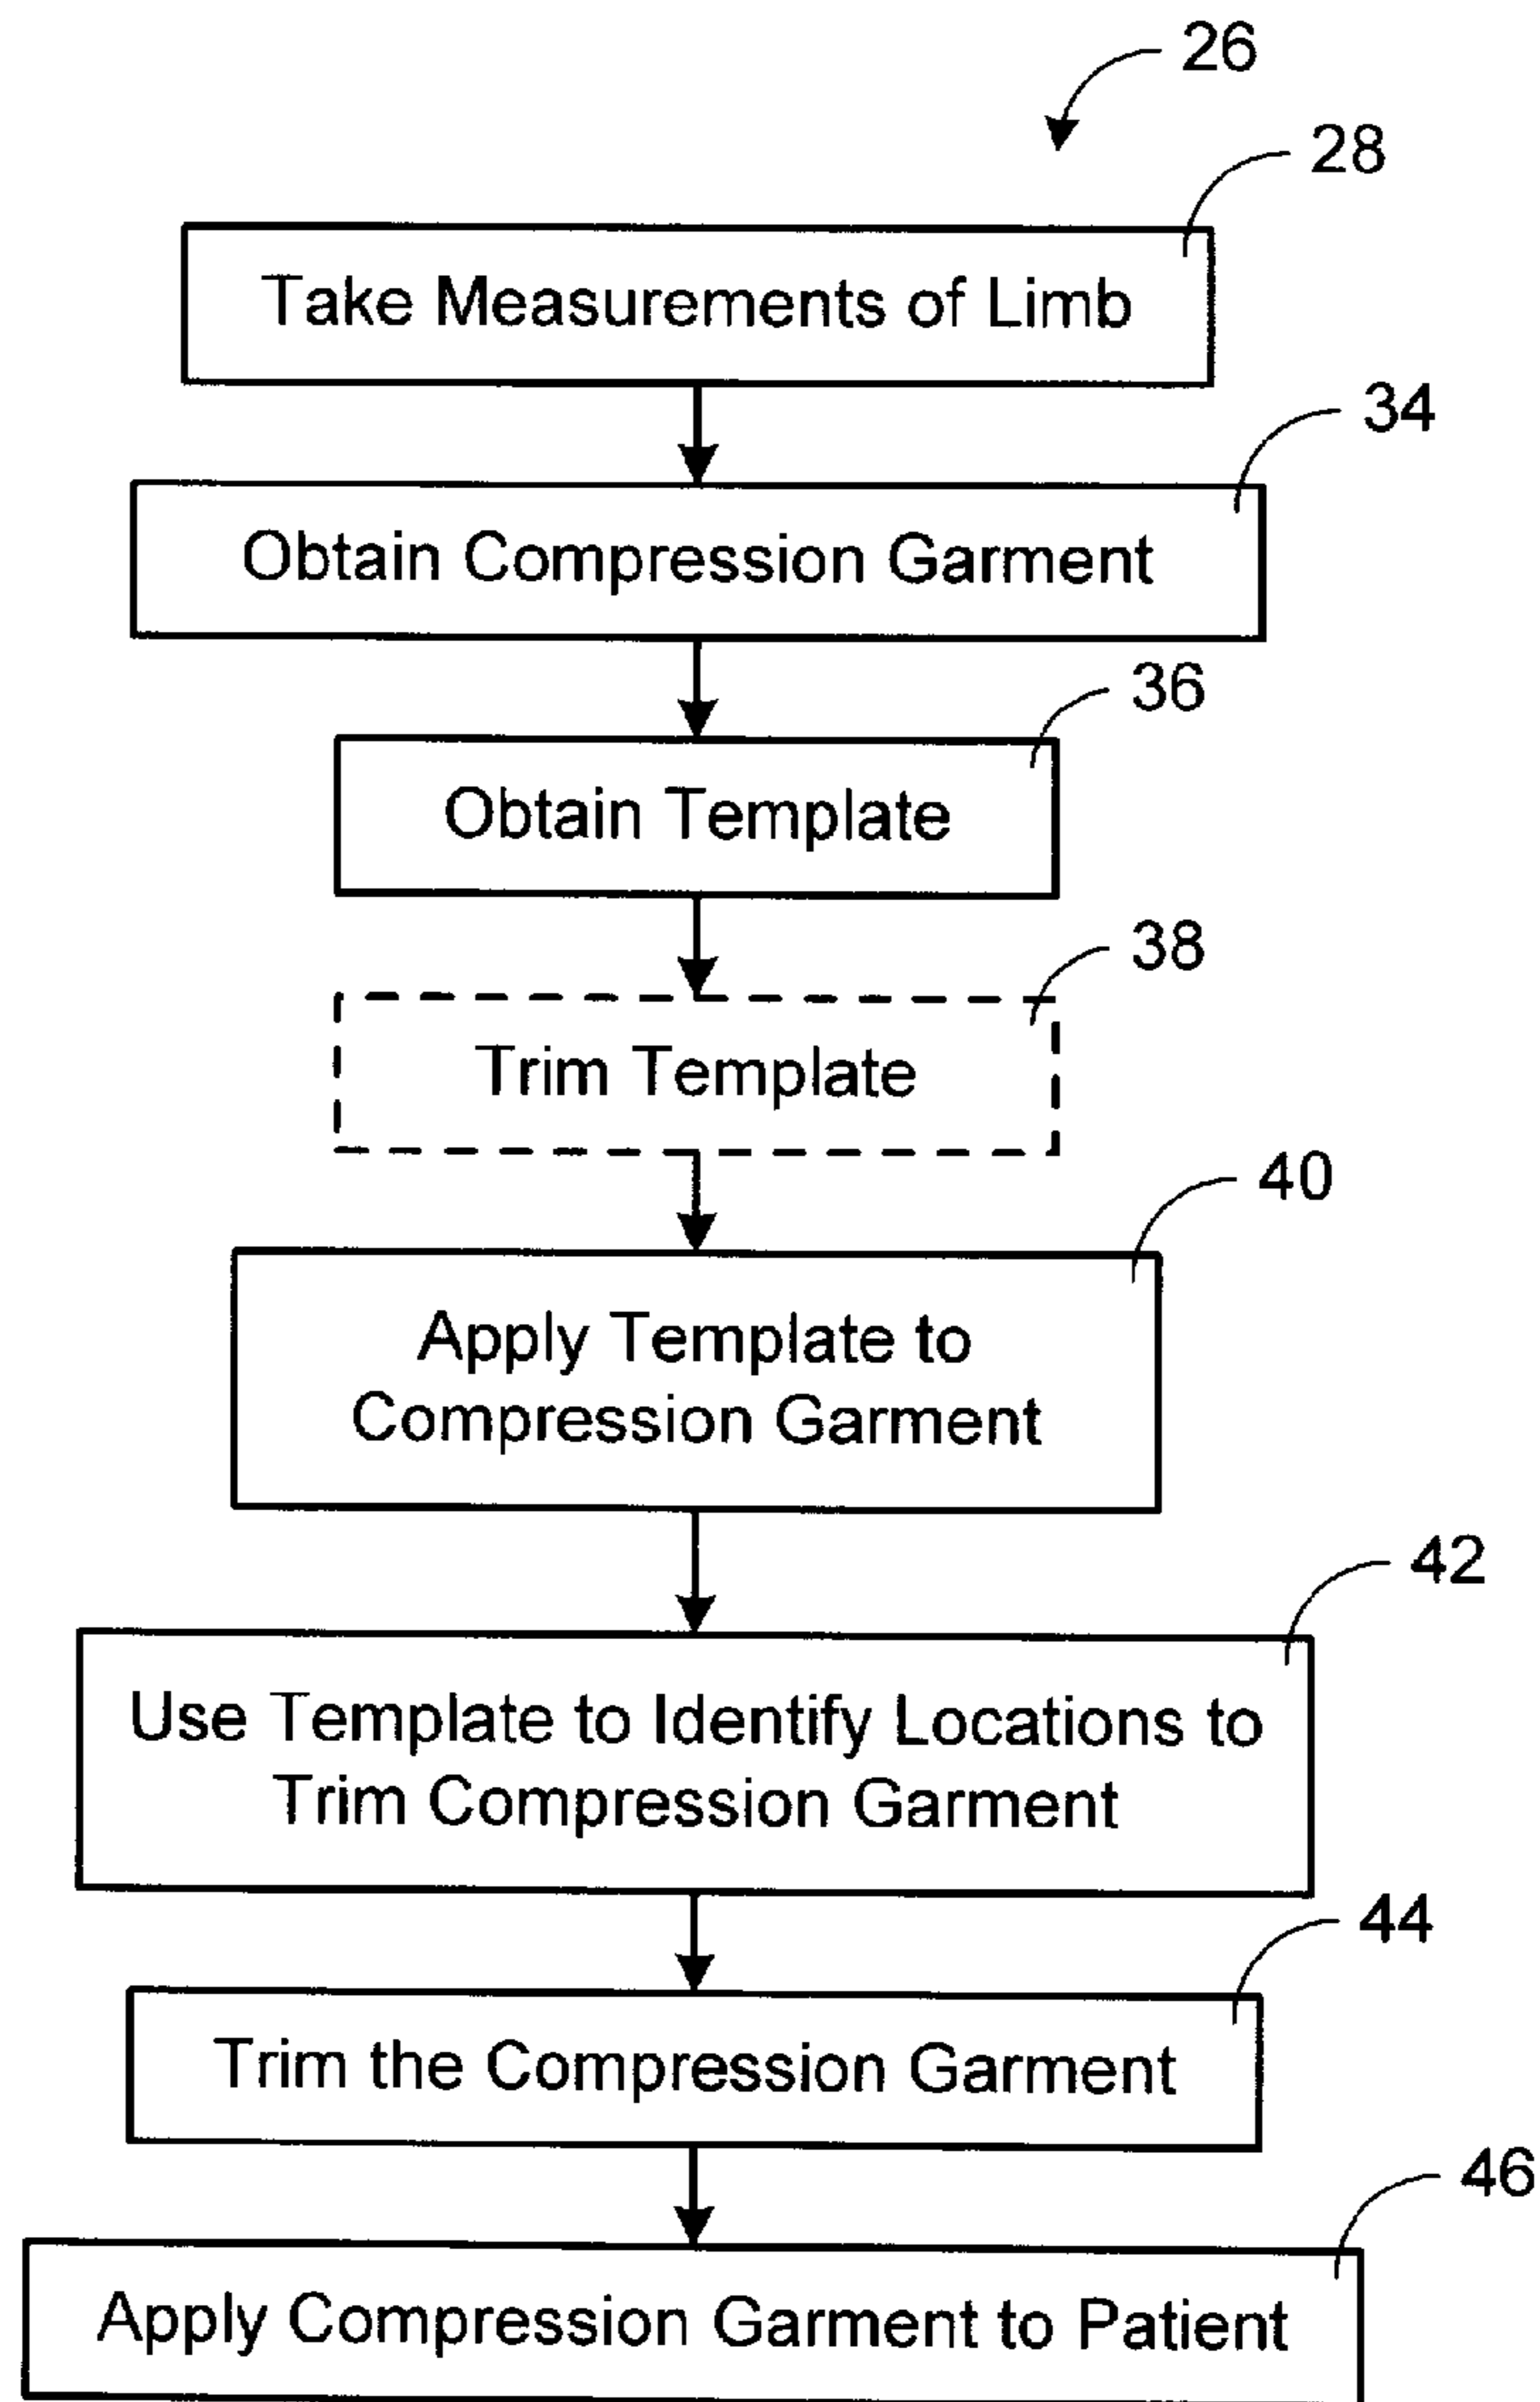 26
28
Take Measurements of Limb
34
Obtain Compression Garment
36
Obtain Template
38
Trim Template
40
Apply Template to
Compression Garment
42
Use Template to Identify Locations to
Trim Compression Garment
44
Trim the Compression Garment
46
Apply Compression Garment to Patient